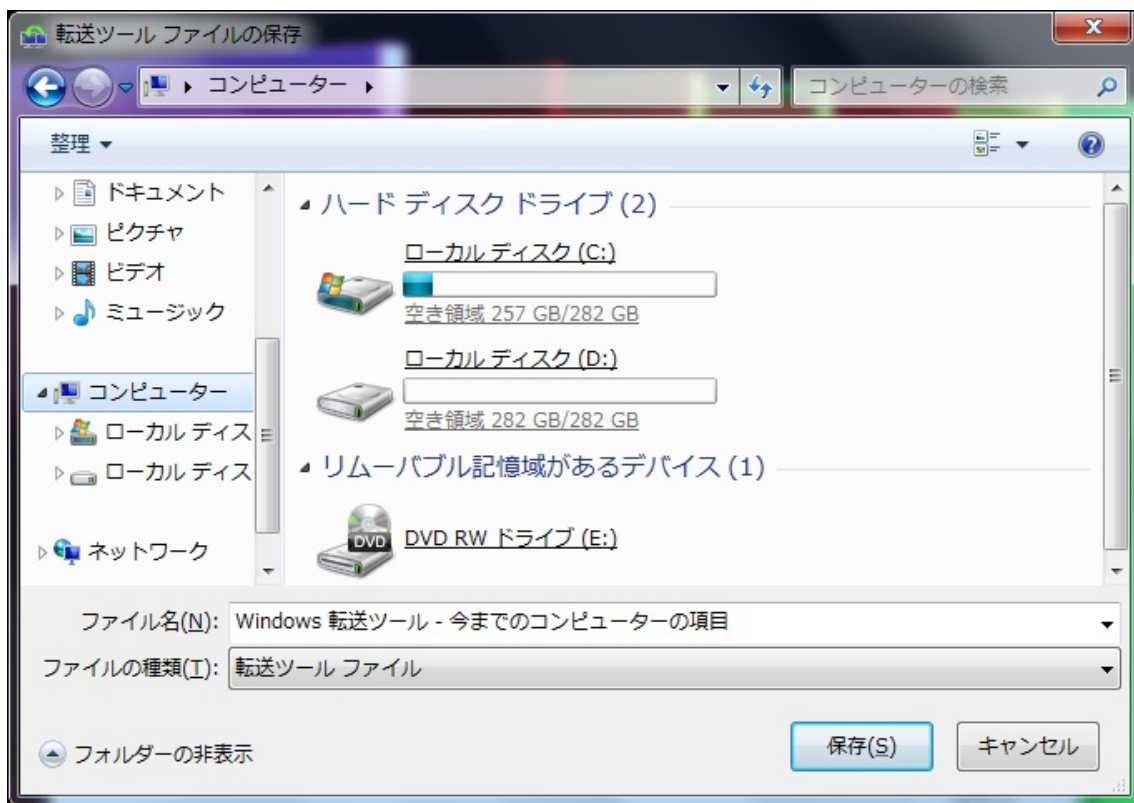 転送ツール ファイルの保存
コンピューター
コンピューターの検索
整理
ドキュメント
ピクチャ
ビデオ
ミュージック
コンピューター
ローカル ディス
ローカル ディス
ネットワーク
ハード ディスク ドライブ (2)
ローカル ディスク (C:)
空き領域 257 GB/282 GB
ローカル ディスク (D:)
空き領域 282 GB/282 GB
リムーバブル記憶域があるデバイス (1)
DVD
DVD RW ドライブ (E:)
ファイル名(N): Windows 転送ツール - 今までのコンピューターの項目
ファイルの種類(T): 転送ツール ファイル
フォルダーの非表示
保存(S)
キャンセル